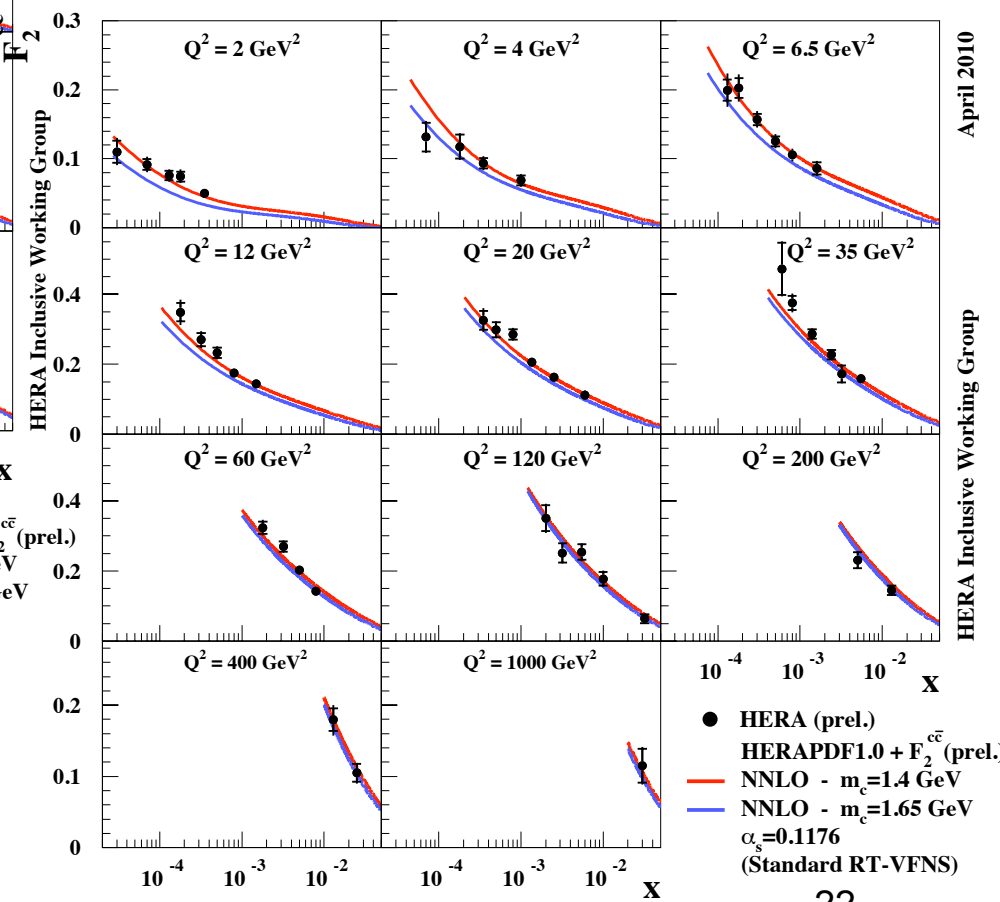 F₂
HERA Inclusive Working Group
0.3
0.2
0.1
0
Q² = 2 GeV²
Q² = 4 GeV²
Q² = 6.5 GeV²
April 2010
0.4
0.2
0
Q² = 12 GeV²
Q² = 20 GeV²
Q² = 35 GeV²
HERA Inclusive Working Group
0.4
0.2
0
Q² = 60 GeV²
Q² = 120 GeV²
Q² = 200 GeV²
10⁻⁴ 10⁻³ 10⁻²
x
0.2
0.1
0
Q² = 400 GeV²
Q² = 1000 GeV²
10⁻⁴ 10⁻³ 10⁻²
10⁻⁴ 10⁻³ 10⁻²
x
HERA (prel.)
HERAPDF1.0 + F₂^cc̄ (prel.)
NNLO - m_c=1.4 GeV
NNLO - m_c=1.65 GeV
α_s=0.1176
(Standard RT-VFNS)
x
cc̄
(prel.)